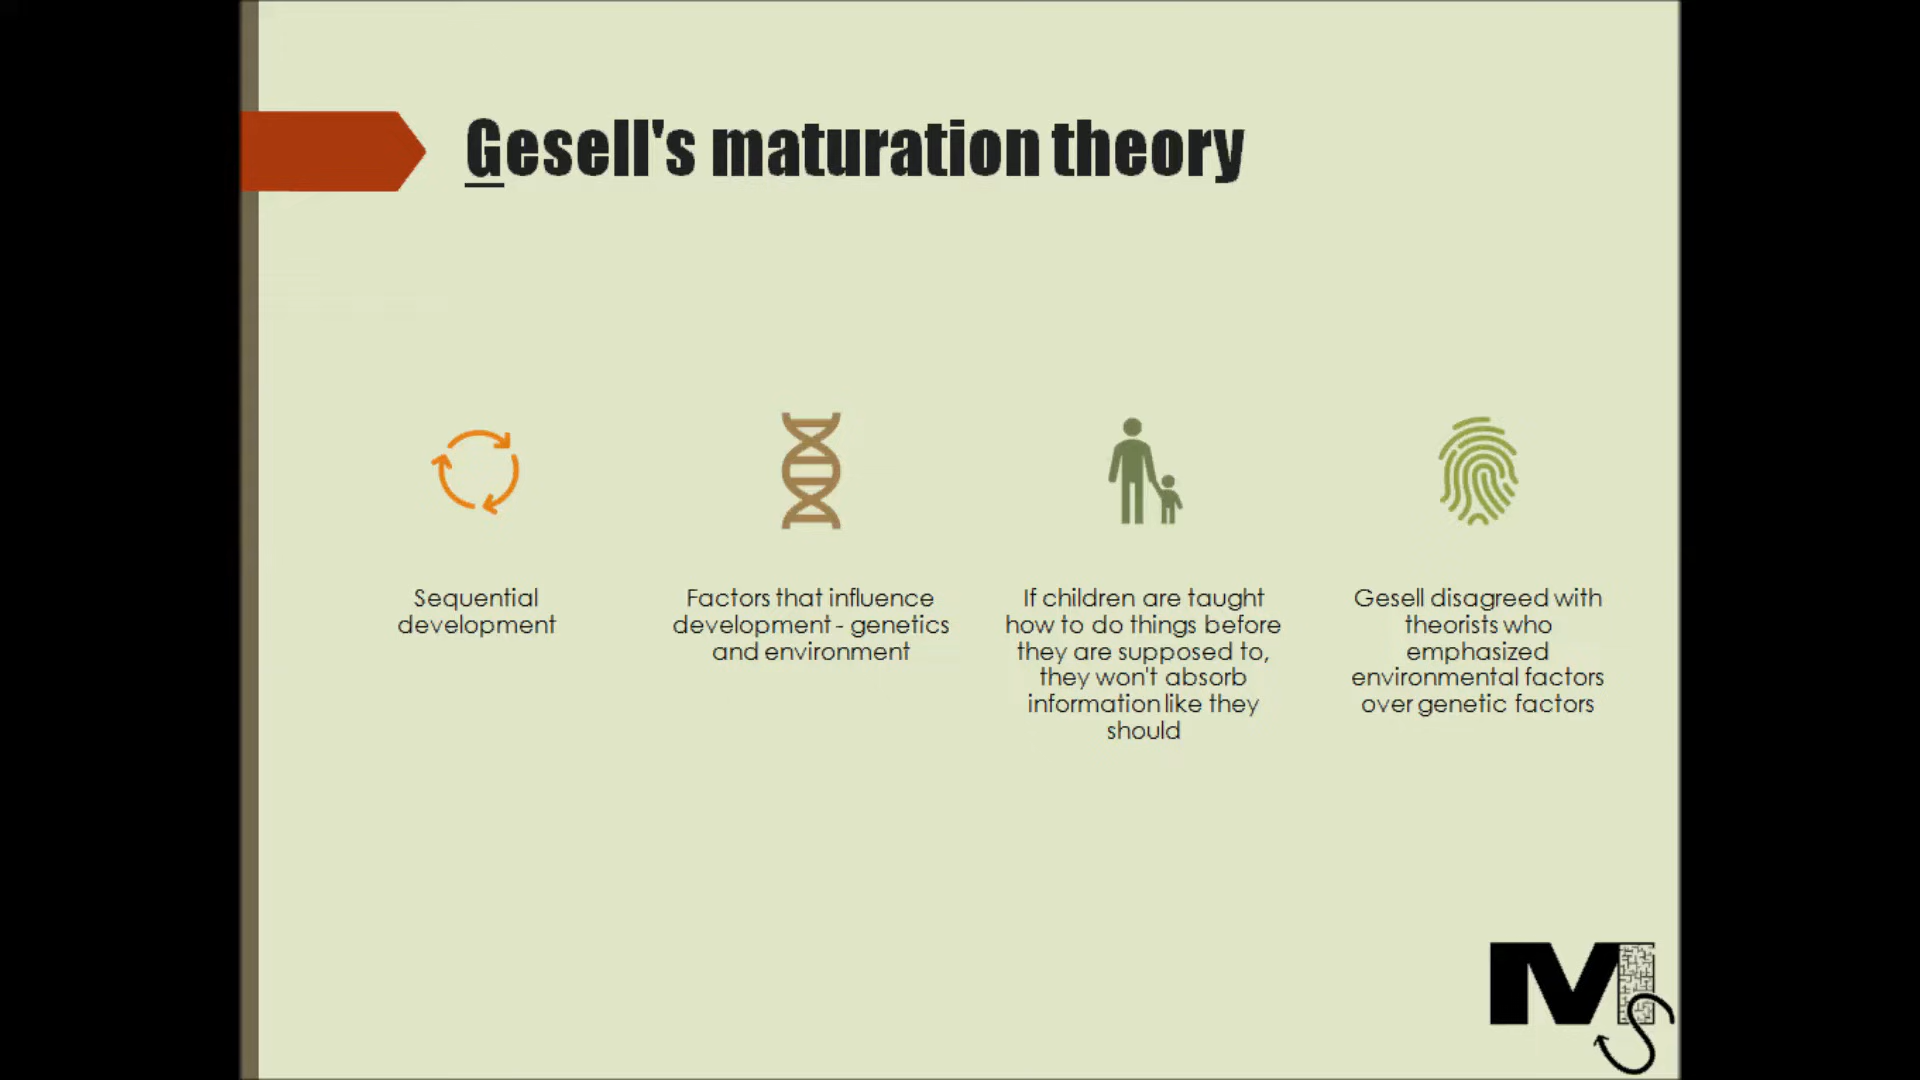 Gesell's maturation theory
Sequential
development
Factors that influence
development - genetics
and environment
If children are taught
how to do things before
they are supposed to,
they won't absorb
information like they
should
Gesell disagreed with
theorists who
emphasized
environmental factors
over genetic factors
MS